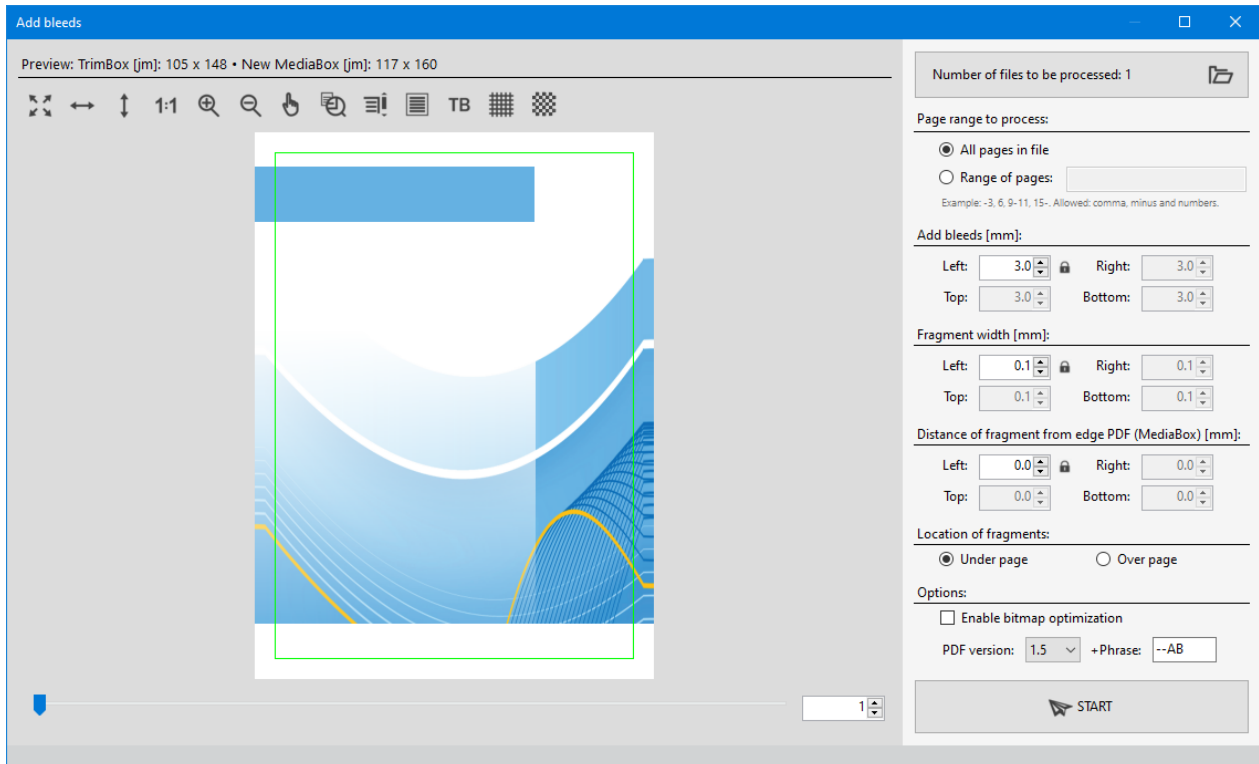 Add bleeds
Preview: TrimBox [jm]: 105 x 148 • New MediaBox [jm]: 117 x 160
1:1
TB
1
Number of files to be processed: 1
Page range to process:
All pages in file
Range of pages:
Example: -3, 6, 9-11, 15-. Allowed: comma, minus and numbers.
Add bleeds [mm]:
Left: 3.0 Right: 3.0
Top: 3.0 Bottom: 3.0
Fragment width [mm]:
Left: 0.1 Right: 0.1
Top: 0.1 Bottom: 0.1
Distance of fragment from edge PDF (MediaBox) [mm]:
Left: 0.0 Right: 0.0
Top: 0.0 Bottom: 0.0
Location of fragments:
Under page Over page
Options:
Enable bitmap optimization
PDF version: 1.5 +Phrase: --AB
START